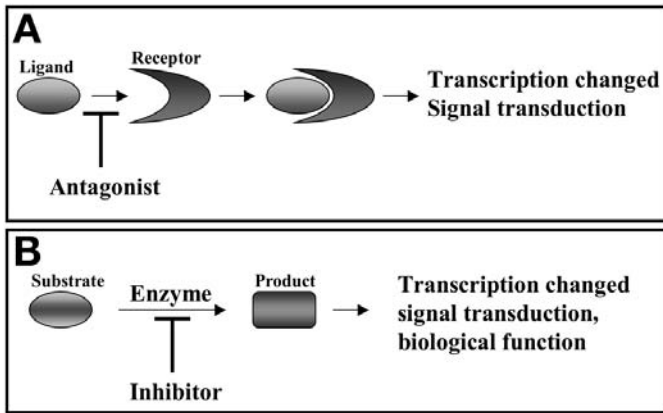 A
Ligand
Receptor
Transcription changed
Signal transduction
Antagonist
B
Substrate
Enzyme
Product
Transcription changed
signal transduction,
biological function
Inhibitor